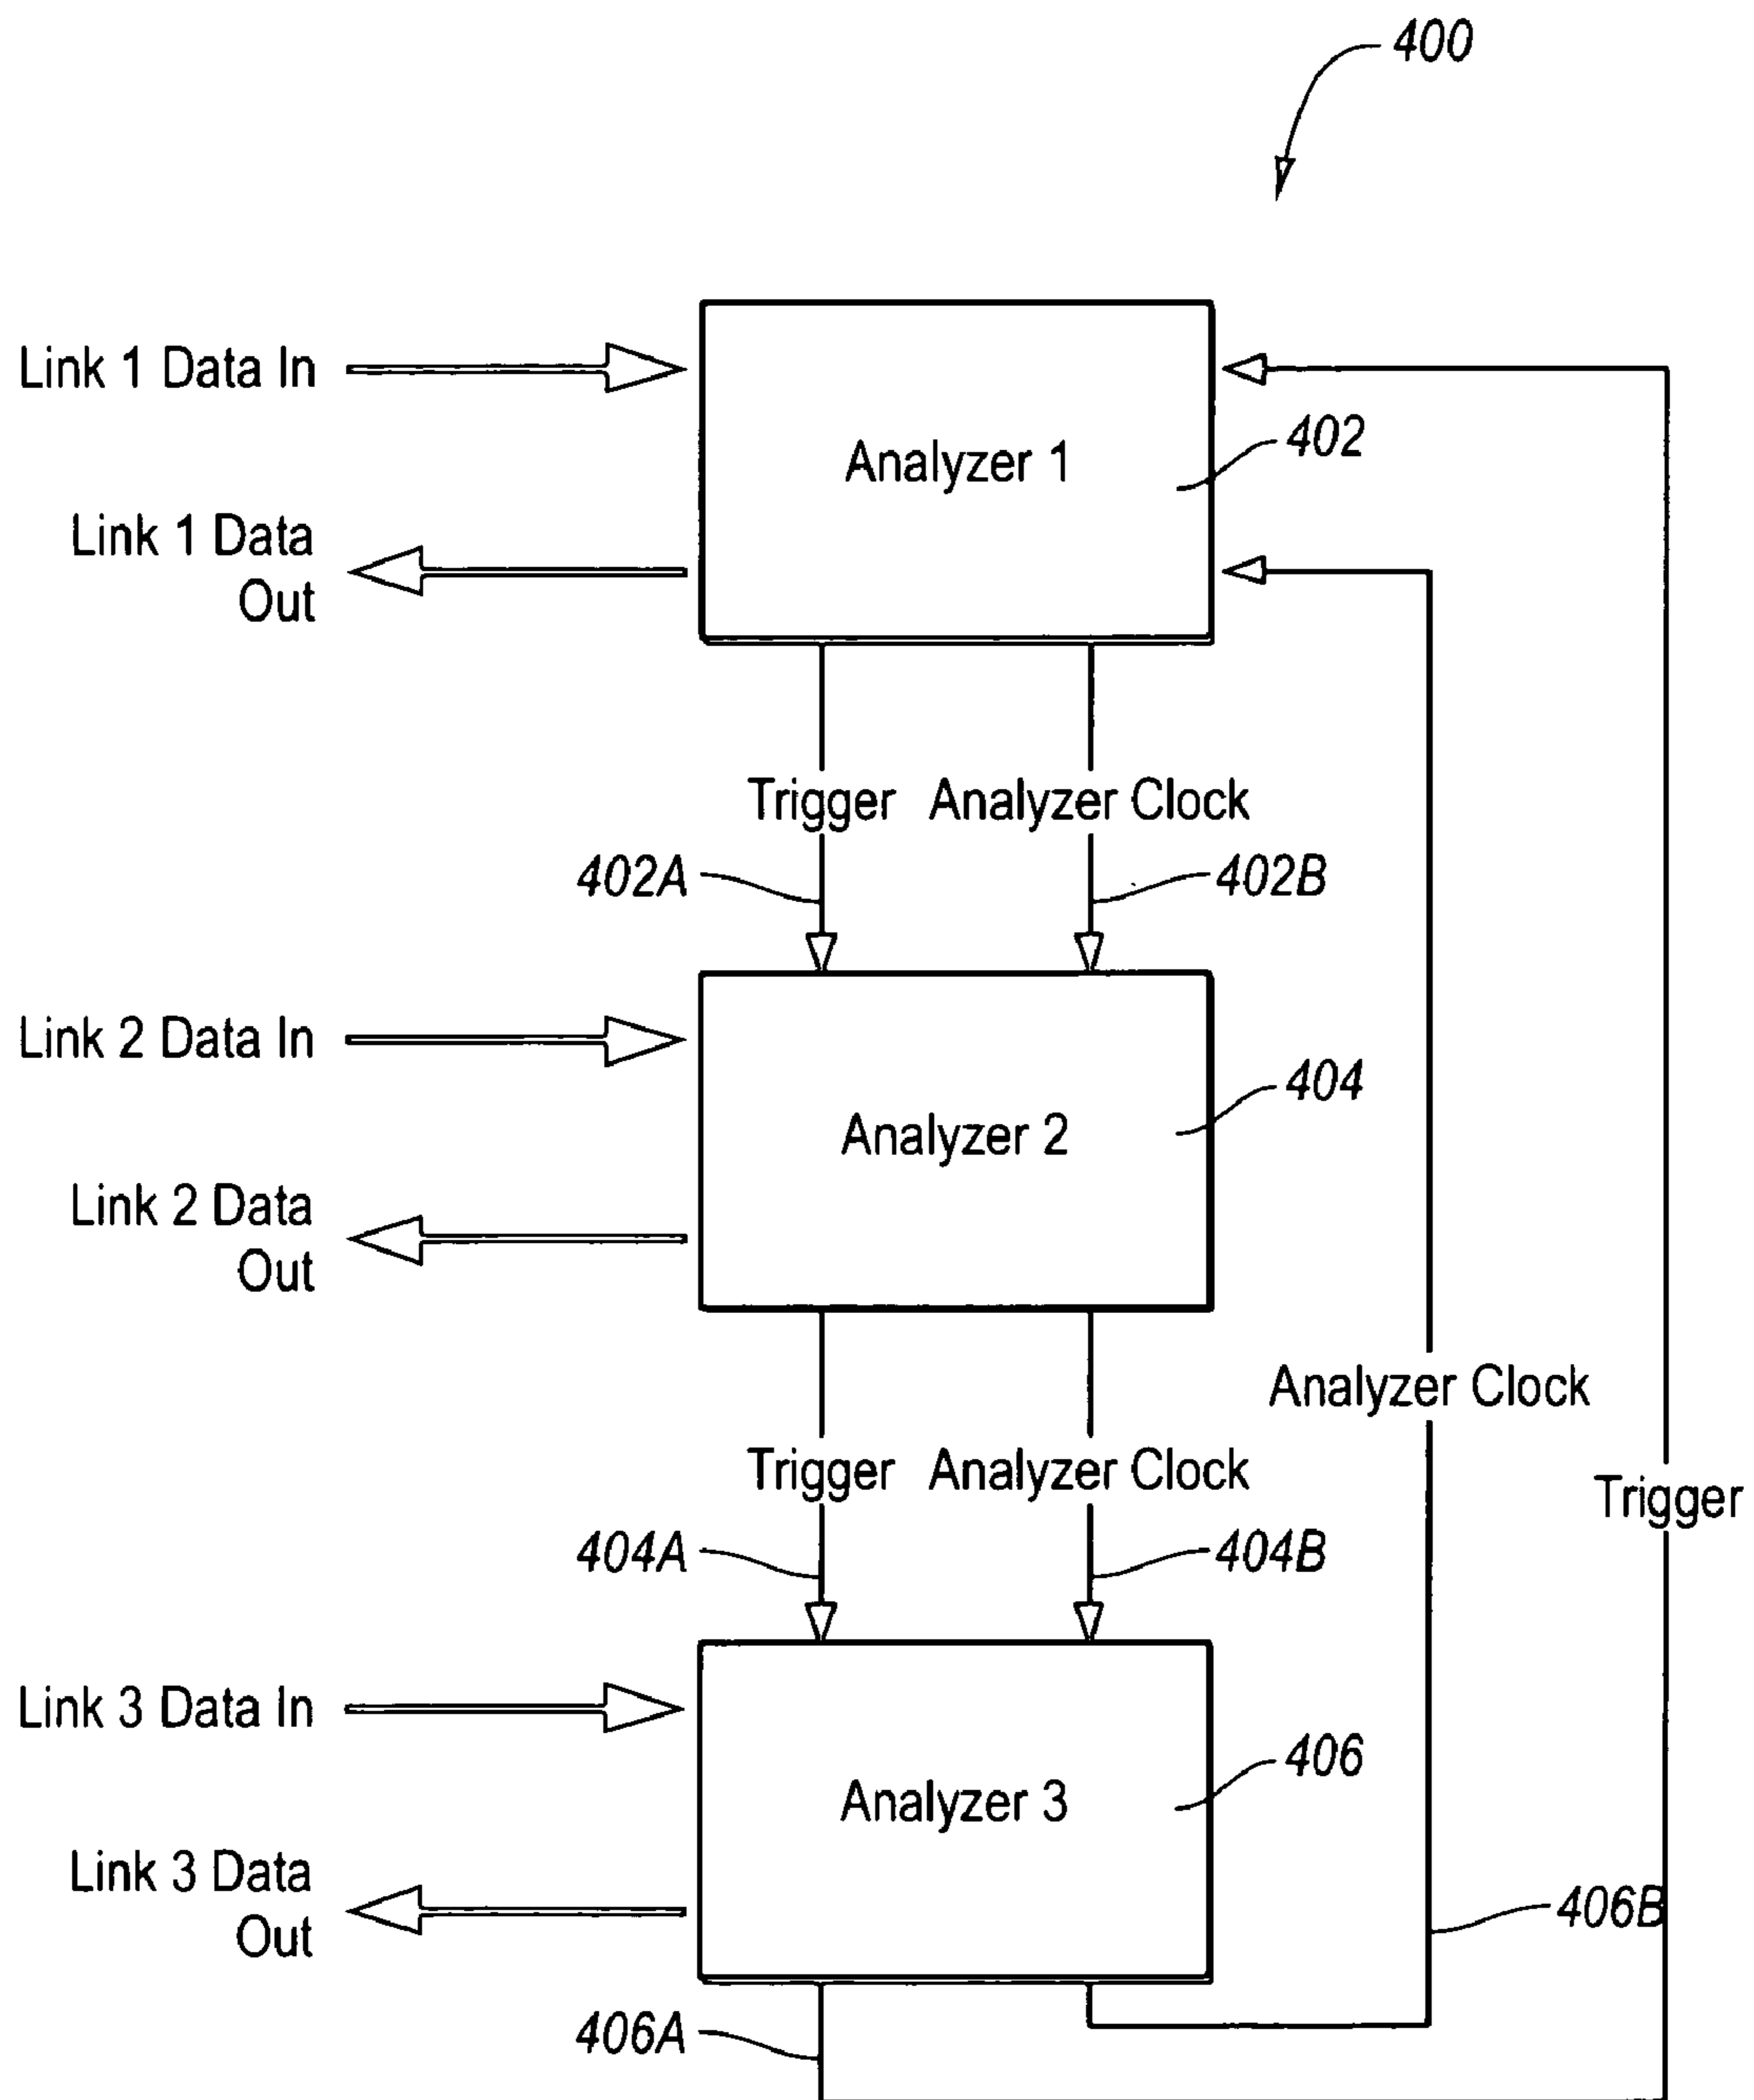 400
Link 1 Data In
Analyzer 1
402
Link 1 Data
Out
Trigger
Analyzer Clock
402A
402B
Link 2 Data In
404
Analyzer 2
Link 2 Data
Out
Analyzer Clock
Trigger
Analyzer Clock
Trigger
404A
404B
Link 3 Data In
406
Analyzer 3
Link 3 Data
Out
406B
406A